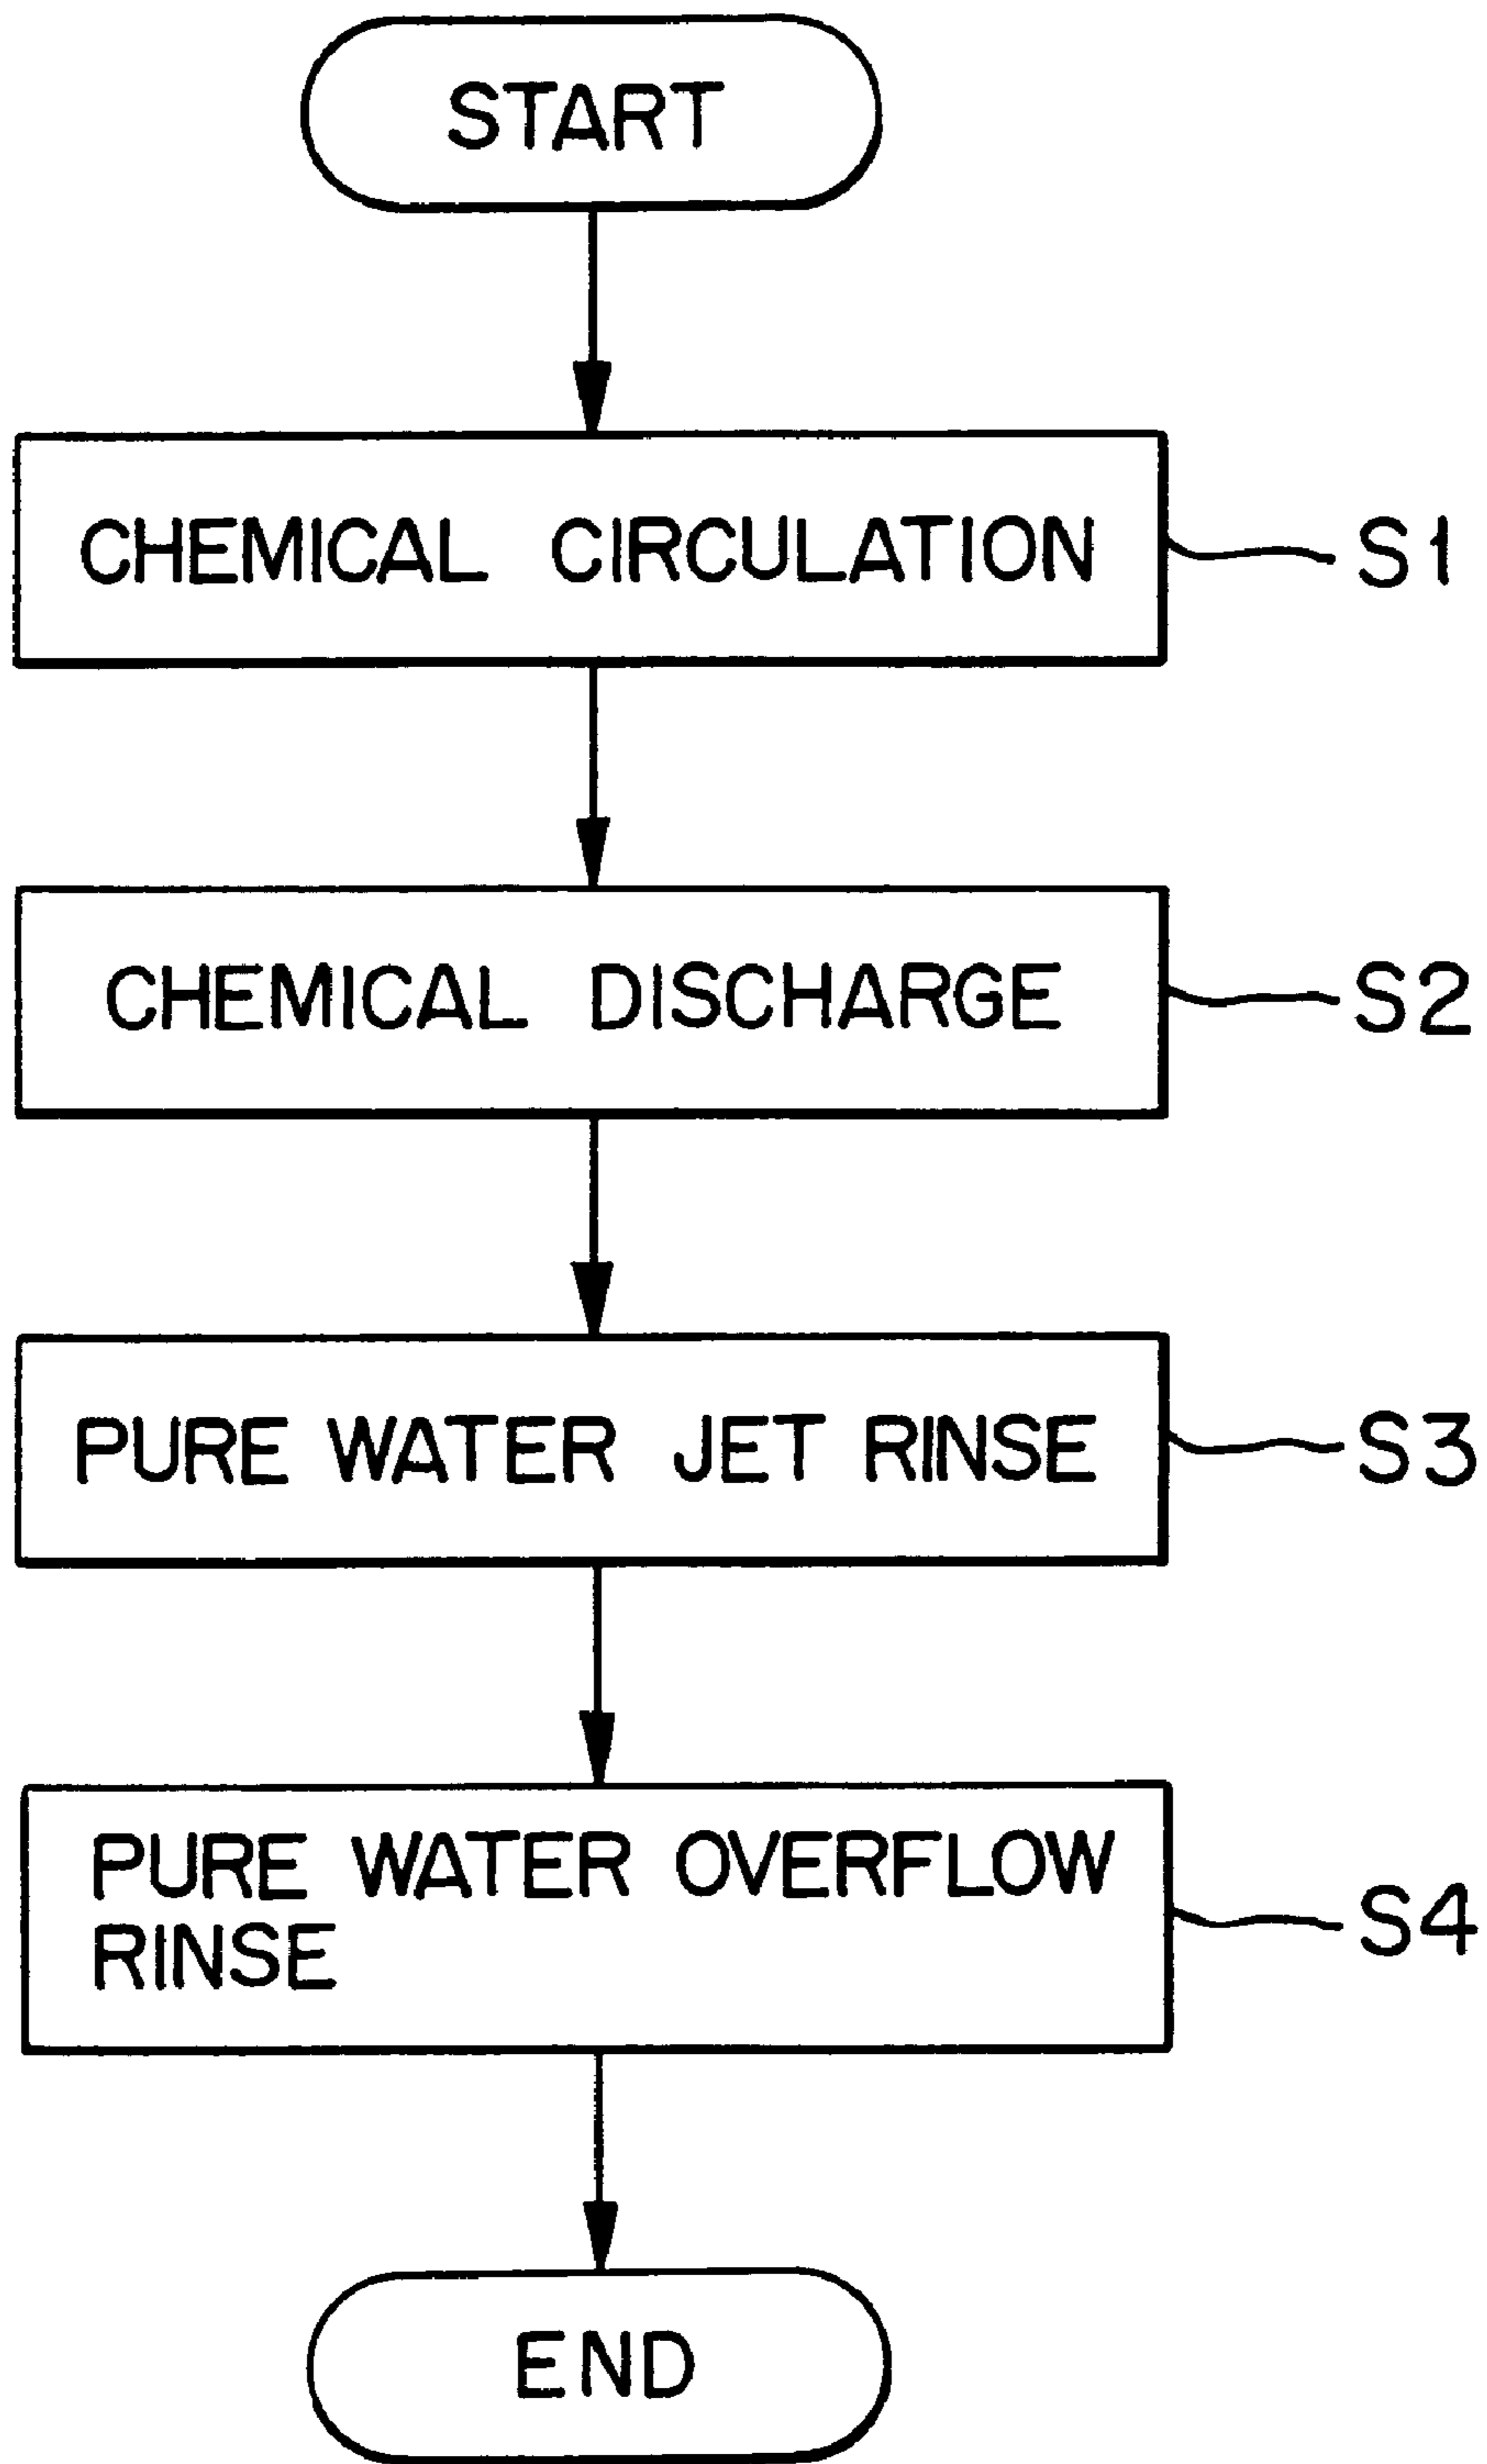 START
CHEMICAL CIRCULATION
S1
CHEMICAL DISCHARGE
S2
PURE WATER JET RINSE
S3
PURE WATER OVERFLOW
RINSE
S4
END